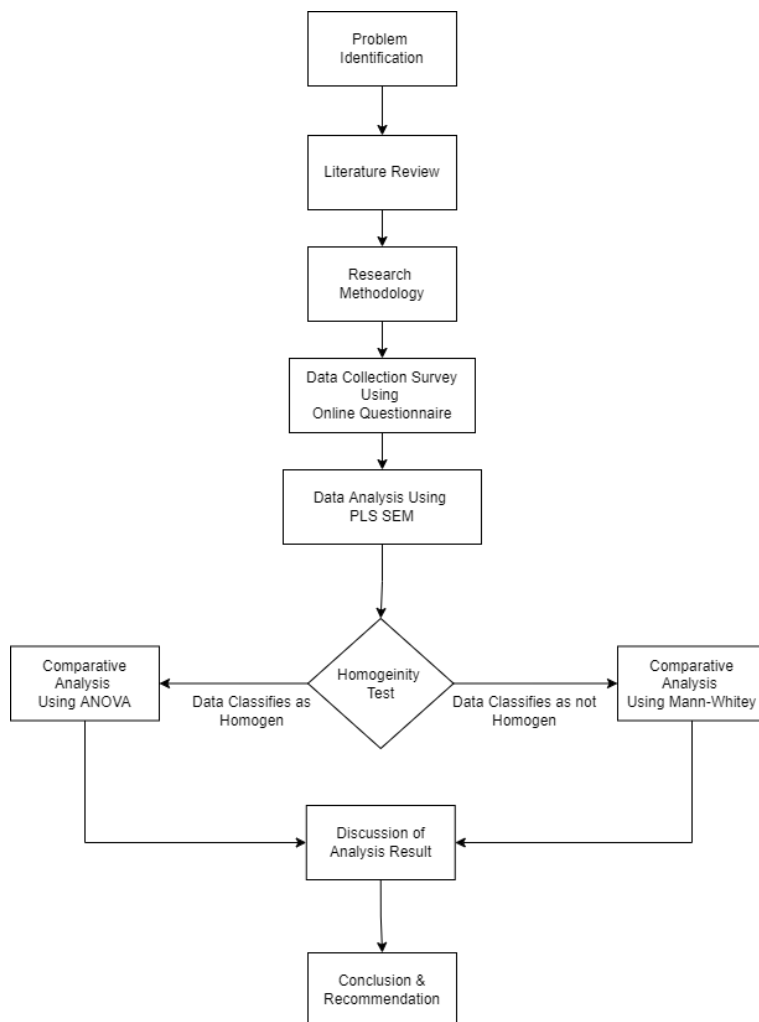 Problem
Identification
Literature Review
Research
Methodology
Data Collection Survey
Using
Online Questionnaire
Data Analysis Using
PLS SEM
Homogeinity
Test
Comparative
Analysis
Using ANOVA
Data Classifies as
Homogen
Data Classifies as not
Homogen
Comparative
Analysis
Using Mann-Whitey
Discussion of
Analysis Result
Conclusion &
Recommendation